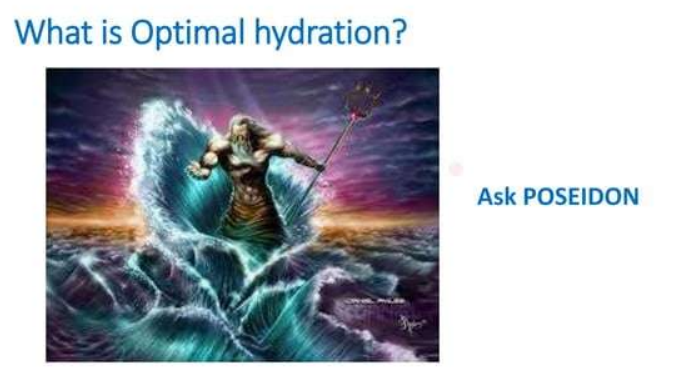 What is Optimal hydration?
Ask POSEIDON